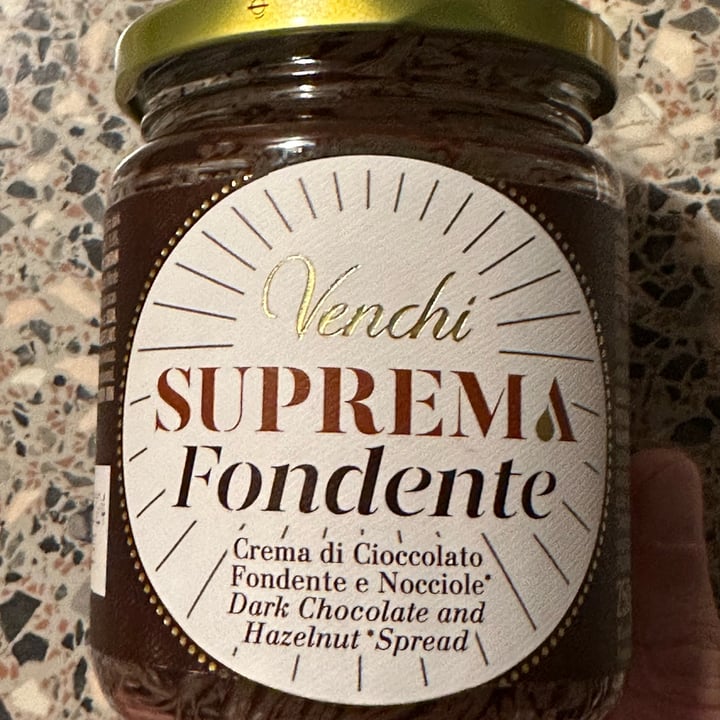 Venchi
SUPREMA
Fondente
Crema di Cioccolato
Fondente e Nocciole*
Dark Chocolate and
Hazelnut *Spread